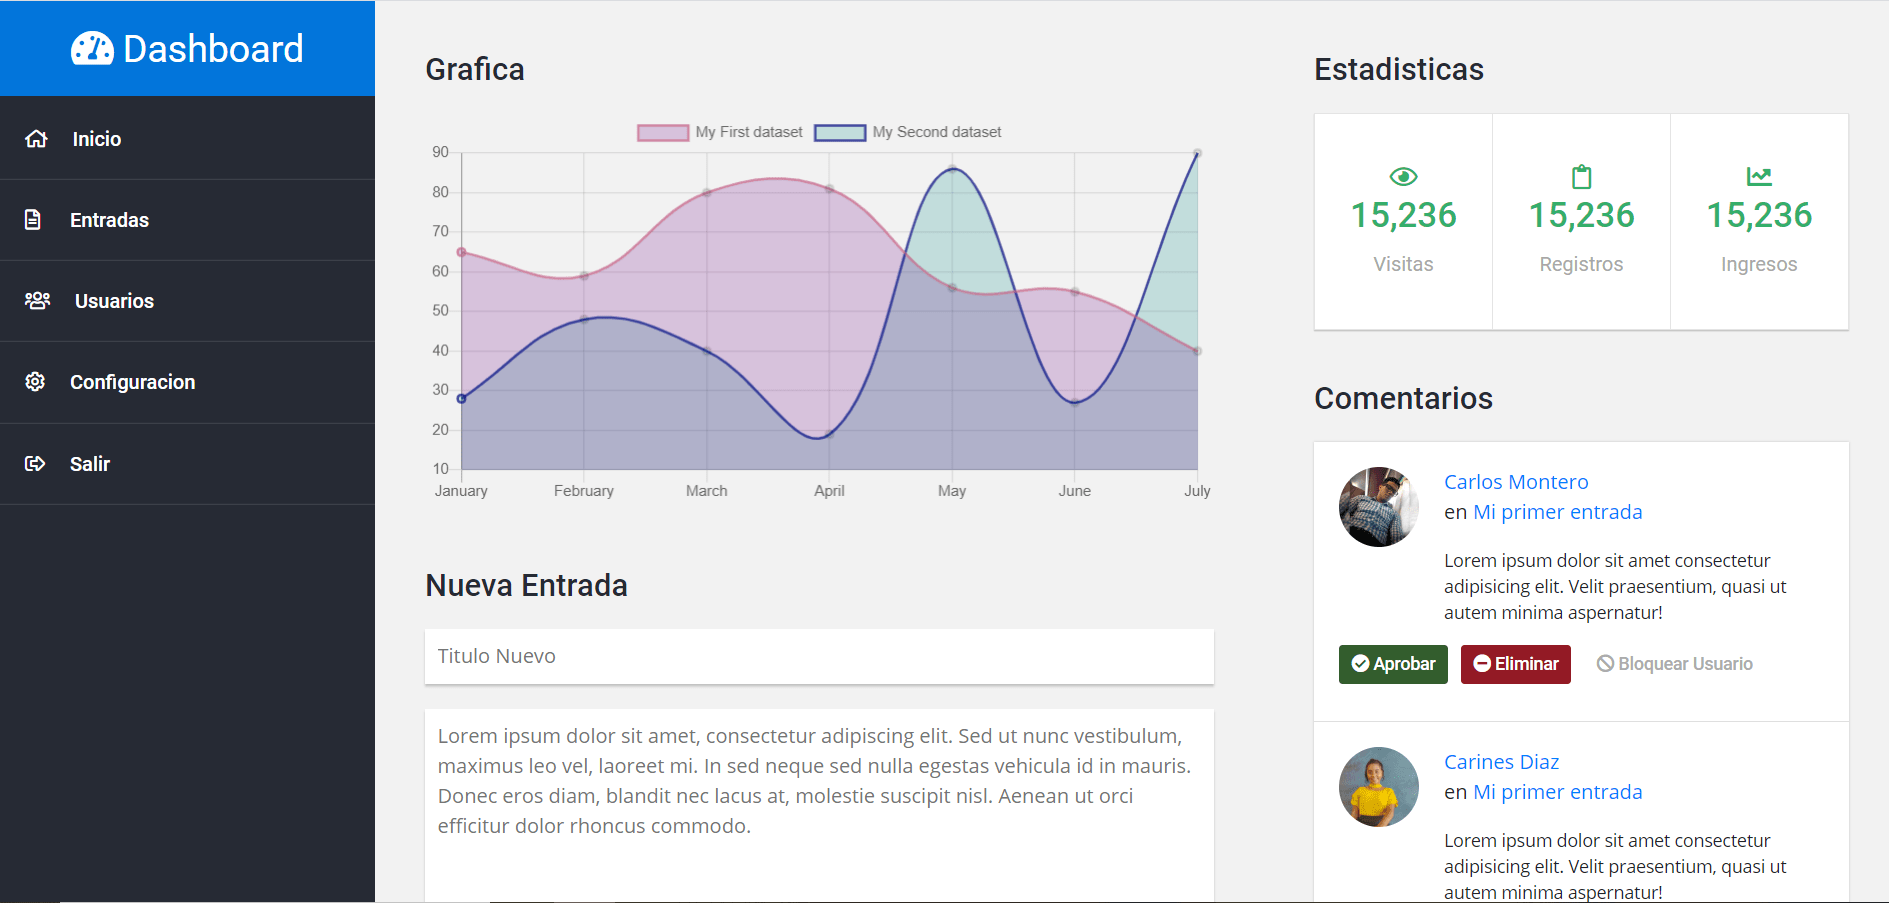 Dashboard
Inicio
Entradas
Usuarios
Configuracion
Salir
Grafica
My First dataset My Second dataset
90
80
70
60
50
40
30
20
10
January February March April May June July
Nueva Entrada
Titulo Nuevo
Lorem ipsum dolor sit amet, consectetur adipiscing elit. Sed ut nunc vestibulum,
maximus leo vel, laoreet mi. In sed neque sed nulla egestas vehicula id in mauris.
Donec eros diam, blandit nec lacus at, molestie suscipit nisl. Aenean ut orci
efficitur dolor rhoncus commodo.
Estadisticas
15,236 15,236 15,236
Visitas Registros Ingresos
Comentarios
Carlos Montero
en Mi primer entrada
Lorem ipsum dolor sit amet consectetur
adipisicing elit. Velit praesentium, quasi ut
autem minima aspernatur!
Aprobar Eliminar Bloquear Usuario
Carines Diaz
en Mi primer entrada
Lorem ipsum dolor sit amet consectetur
adipisicing elit. Velit praesentium, quasi ut
autem minima aspernatur!